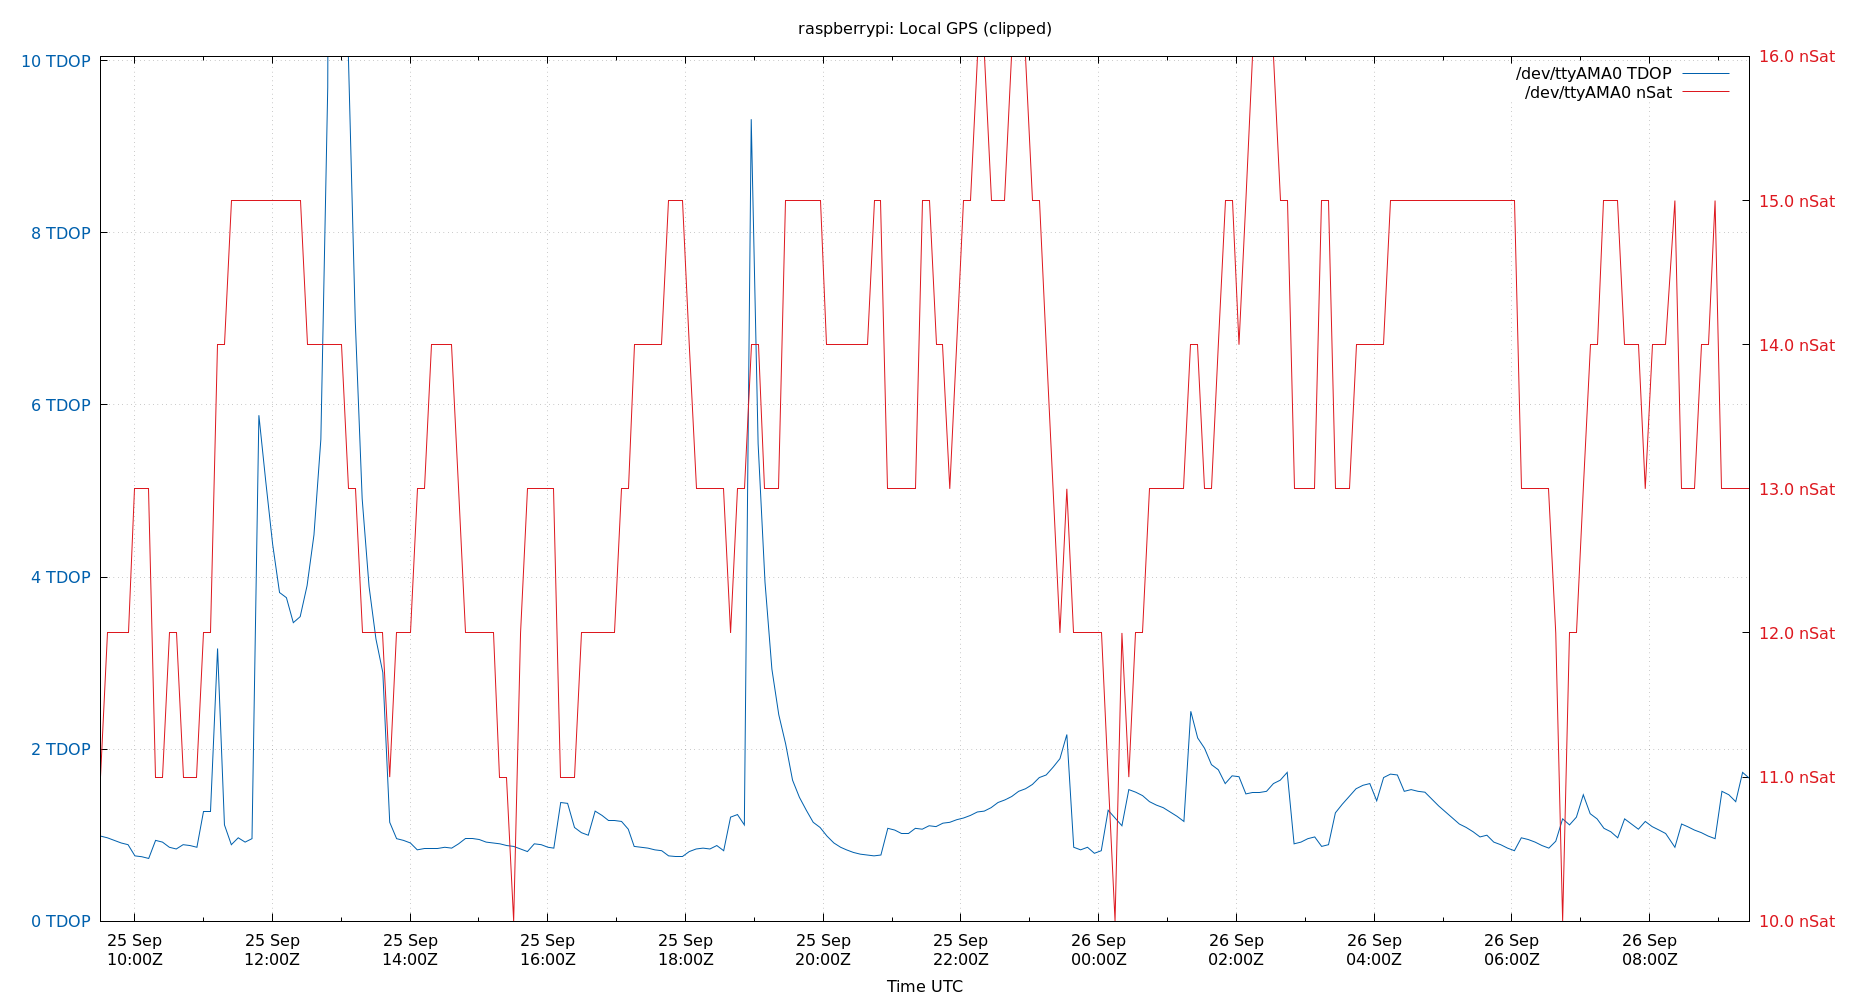 raspberrypi: Local GPS (clipped)
10 TDOP
8 TDOP
6 TDOP
4 TDOP
2 TDOP
0 TDOP
16.0 nSat
15.0 nSat
14.0 nSat
13.0 nSat
12.0 nSat
11.0 nSat
10.0 nSat
/dev/ttyAMA0 TDOP
/dev/ttyAMA0 nSat
25 Sep
10:00Z
25 Sep
12:00Z
25 Sep
14:00Z
25 Sep
16:00Z
25 Sep
18:00Z
25 Sep
20:00Z
25 Sep
22:00Z
26 Sep
00:00Z
26 Sep
02:00Z
26 Sep
04:00Z
26 Sep
06:00Z
26 Sep
08:00Z
Time UTC